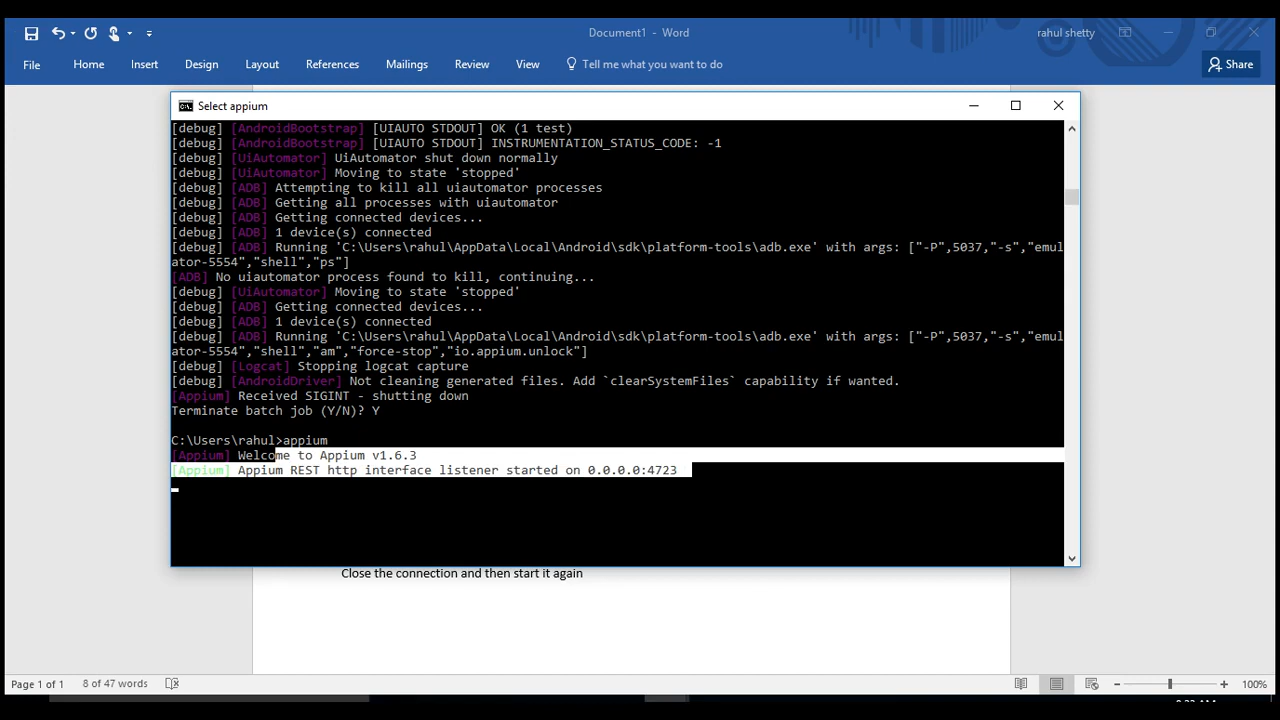 Document1 - Word
rahul shetty
File
Home
Insert
Design
Layout
References
Mailings
Review
View
Tell me what you want to do
Share
Select appium
[debug] [AndroidBootstrap] [UIAUTO STDOUT] OK (1 test)
[debug] [AndroidBootstrap] [UIAUTO STDOUT] INSTRUMENTATION_STATUS_CODE: -1
[debug] [UiAutomator] UiAutomator shut down normally
[debug] [UiAutomator] Moving to state 'stopped'
[debug] [ADB] Attempting to kill all uiautomator processes
[debug] [ADB] Getting all processes with uiautomator
[debug] [ADB] Getting connected devices...
[debug] [ADB] 1 device(s) connected
[debug] [ADB] Running 'C:\Users\rahul\AppData\Local\Android\sdk\platform-tools\adb.exe' with args: ["-P",5037,"-s","emul
ator-5554","shell","ps"]
[ADB] No uiautomator process found to kill, continuing...
[debug] [UiAutomator] Moving to state 'stopped'
[debug] [ADB] Getting connected devices...
[debug] [ADB] 1 device(s) connected
[debug] [ADB] Running 'C:\Users\rahul\AppData\Local\Android\sdk\platform-tools\adb.exe' with args: ["-P",5037,"-s","emul
ator-5554","shell","am","force-stop","io.appium.unlock"]
[debug] [Logcat] Stopping logcat capture
[debug] [AndroidDriver] Not cleaning generated files. Add `clearSystemFiles` capability if wanted.
[Appium] Received SIGINT - shutting down
Terminate batch job (Y/N)? Y
C:\Users\rahul>appium
[Appium] Welcome to Appium v1.6.3
[Appium] Appium REST http interface listener started on 0.0.0.0:4723
Close the connection and then start it again
Page 1 of 1
8 of 47 words
100%